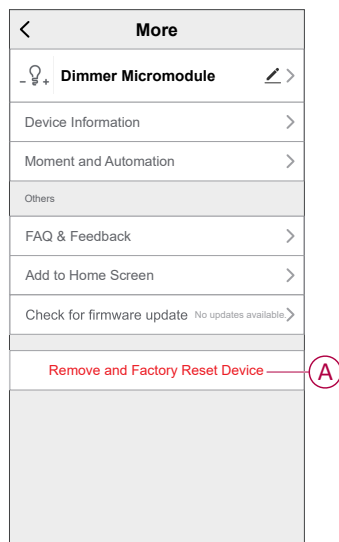 More
Dimmer Micromodule
Device Information
Moment and Automation
Others
FAQ & Feedback
Add to Home Screen
Check for firmware update No updates available.
Remove and Factory Reset Device
A